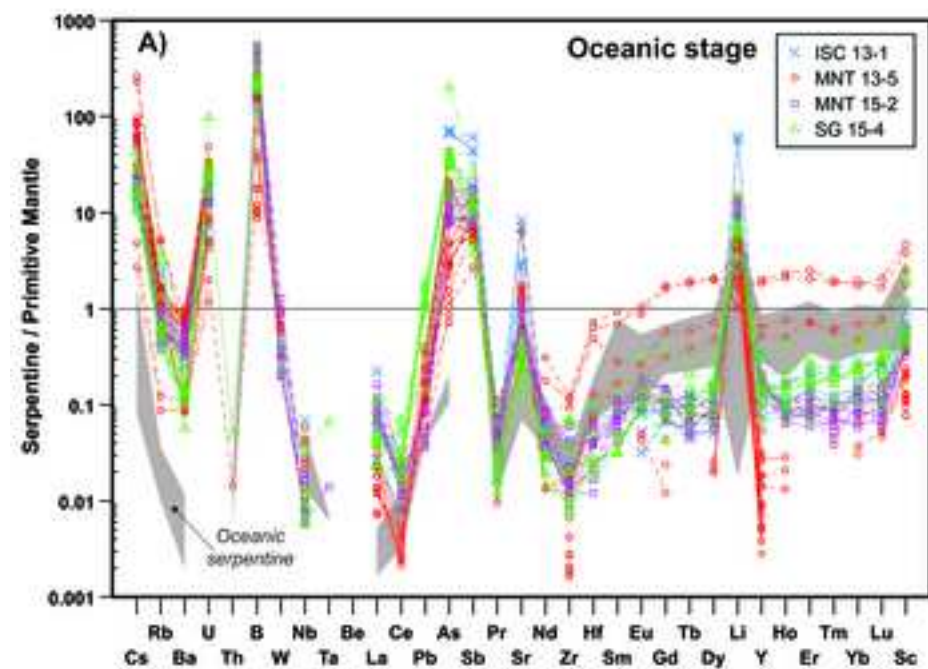 A)
Oceanic stage
ISC 13-1
MNT 13-5
MNT 15-2
SG 15-4
Serpentine / Primitive Mantle
1000
100
10
1
0.1
0.01
0.001
Oceanic
serpentine
Rb U B Nb Be Ce As Pr Nd Hf Eu Tb Li Ho Tm Lu
Cs Ba Th W Ta La Pb Sb Sr Zr Sm Gd Dy Y Er Yb Sc